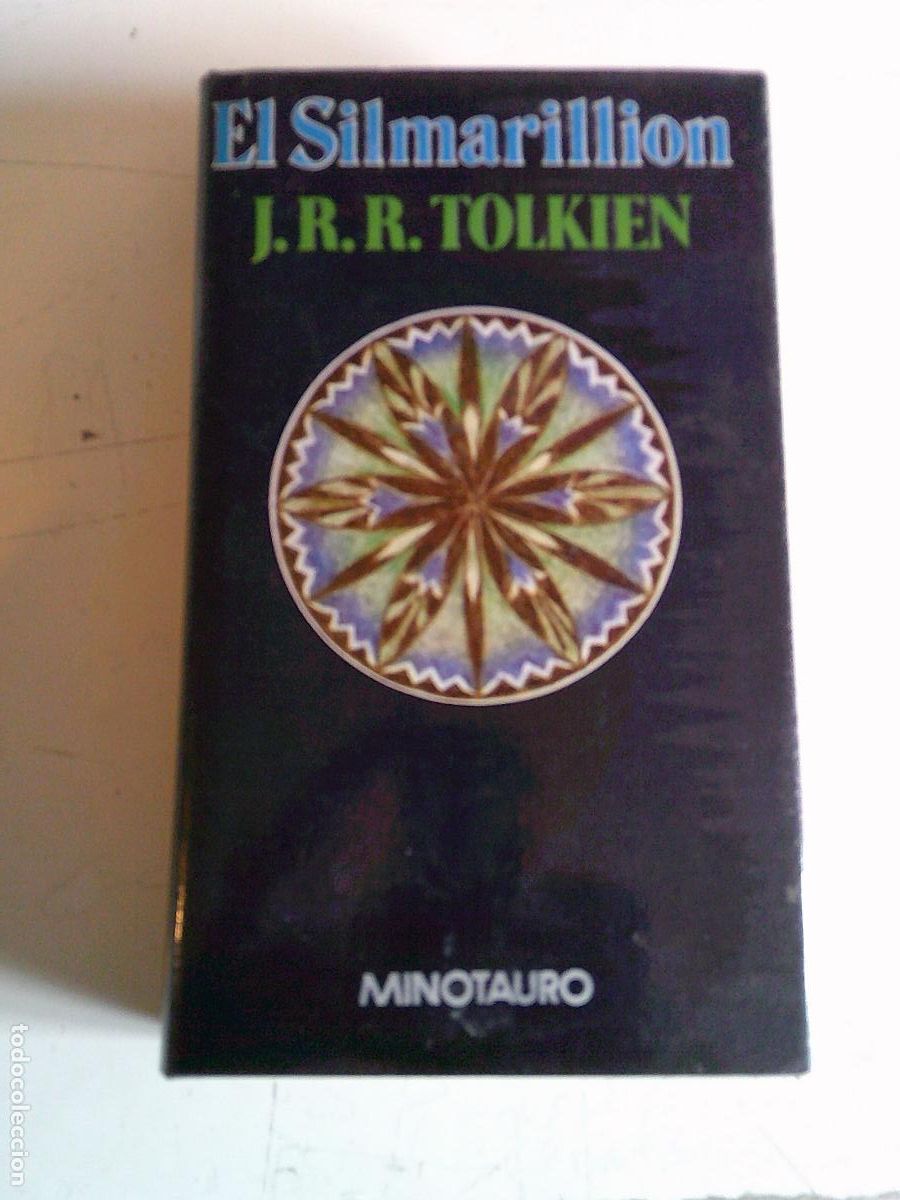 El Silmarillion
J. R. R. TOLKIEN
MINOTAURO
todocoleccion